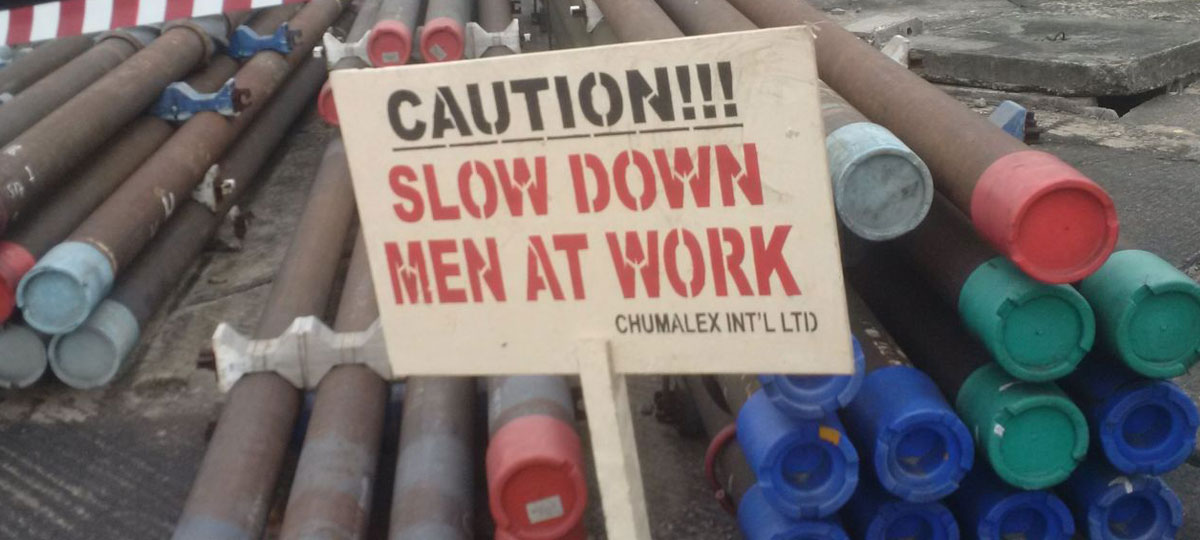 CAUTION!!!
SLOW DOWN
MEN AT WORK
CHUMALEX INT'L LTD